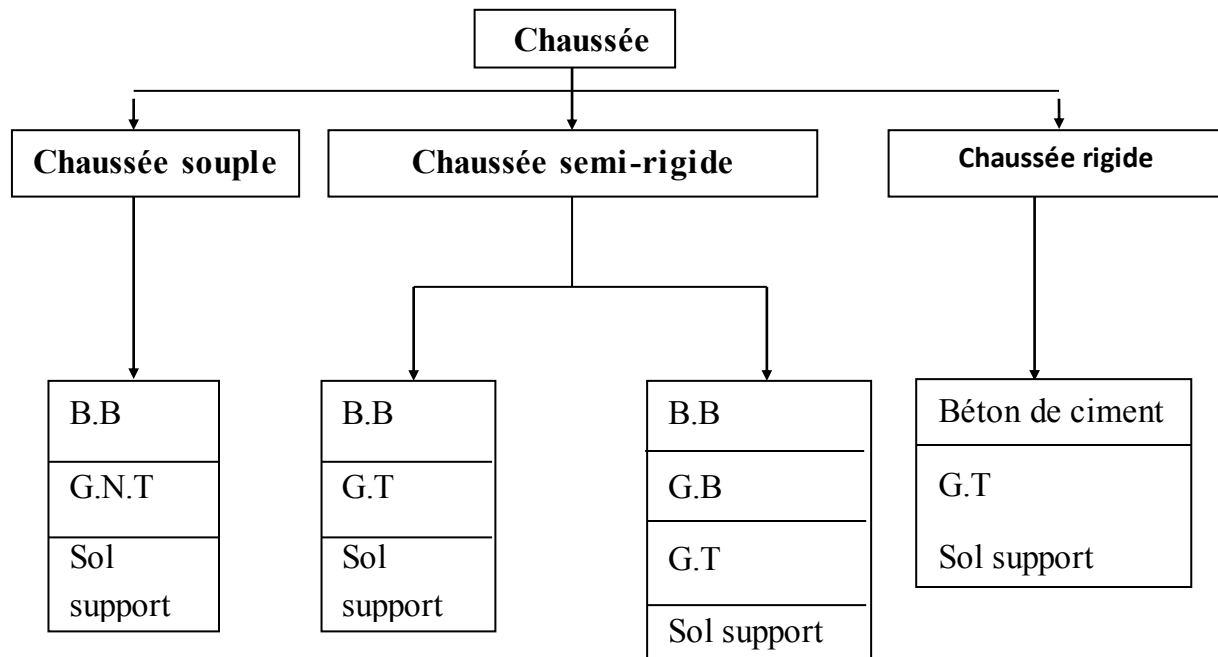 Chaussée
Chaussée souple
Chaussée semi-rigide
Chaussée rigide
B.B
G.N.T
Sol
support
B.B
G.T
Sol
support
B.B
G.B
G.T
Sol support
Béton de ciment
G.T
Sol support